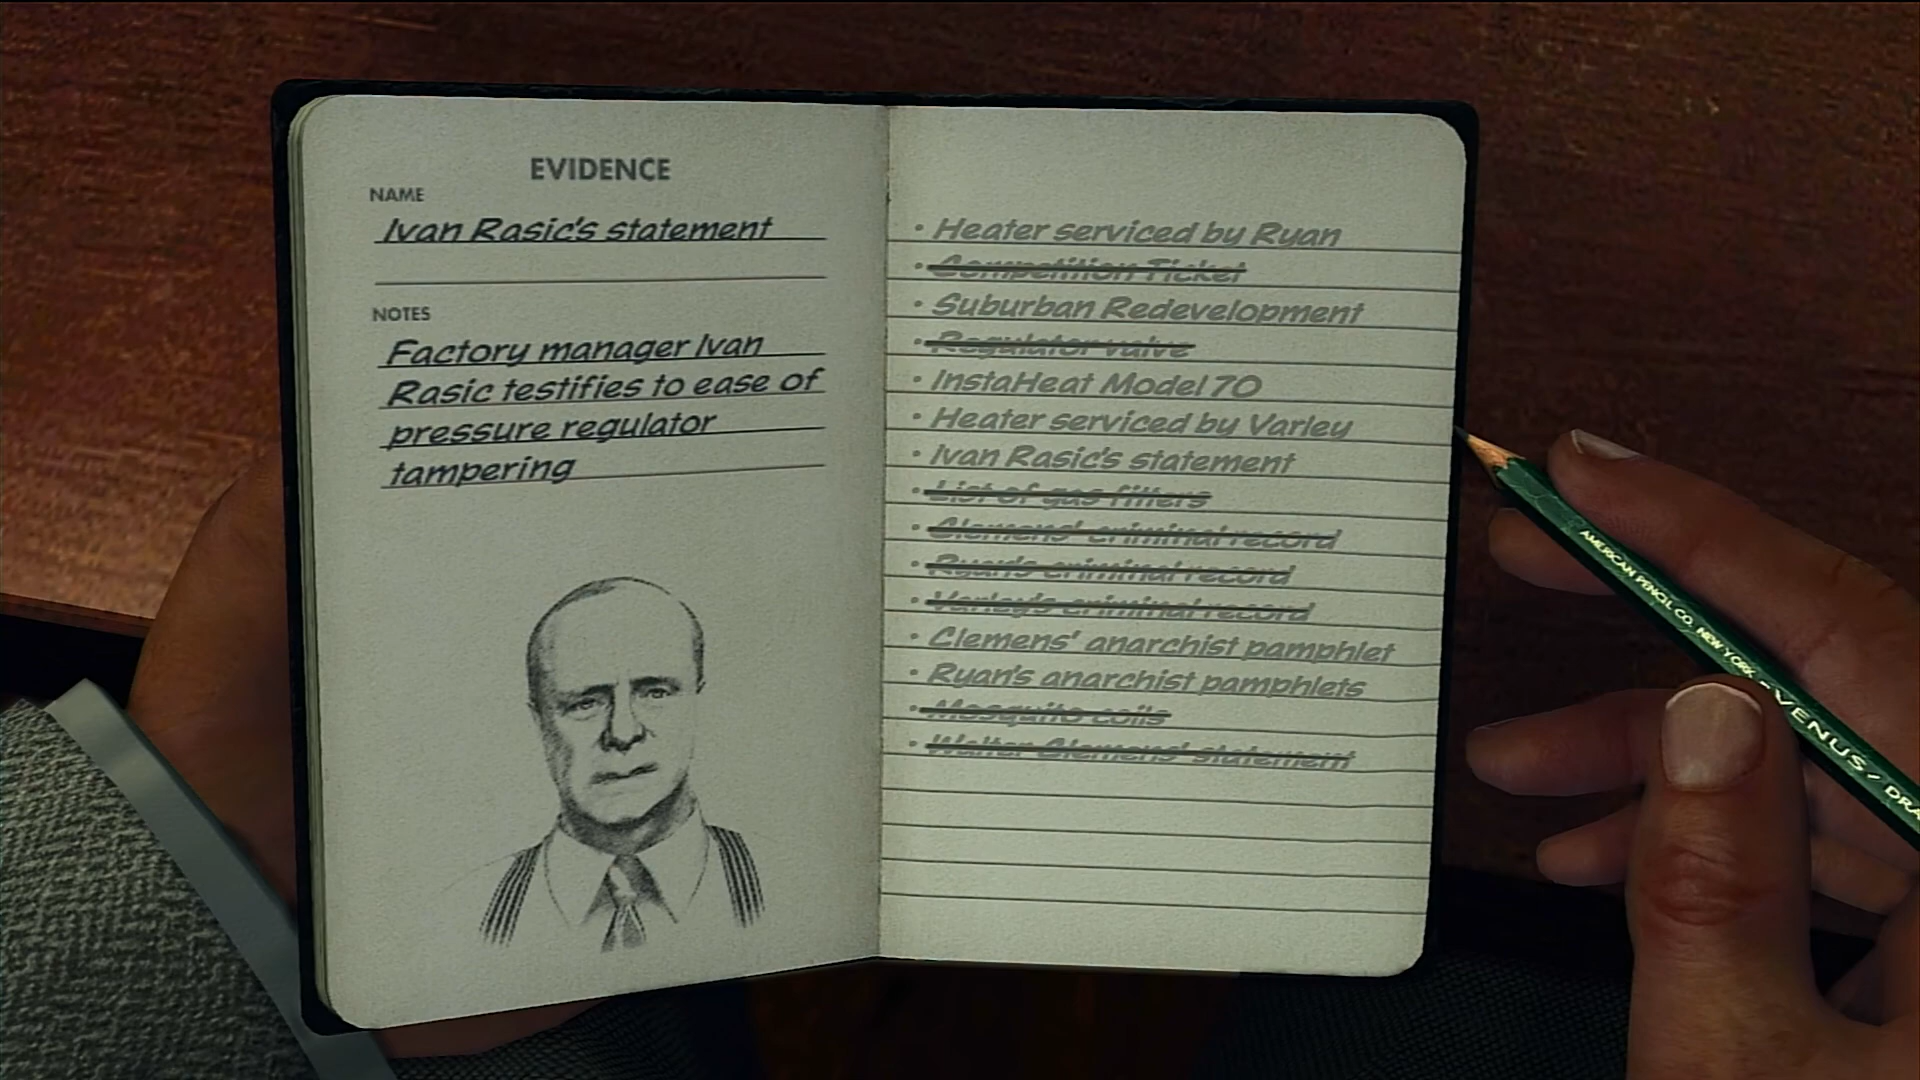 EVIDENCE
NAME
Ivan Rasic's statement
NOTES
Factory manager Ivan
Rasic testifies to ease of
pressure regulator
tampering
• Heater serviced by Ryan
• Competition Ticket
• Suburban Redevelopment
• Regulator valve
• InstaHeat Model 70
• Heater serviced by Varley
• Ivan Rasic's statement
• List of gas fitters
• Clemens' criminal record
• Ryan's criminal record
• Varley's criminal record
• Clemens' anarchist pamphlet
• Ryan's anarchist pamphlets
• Mosquito coils
• Walter Clemens' statement
AMERICAN PENCIL CO. NEW YORK "VENUS"/ DRA